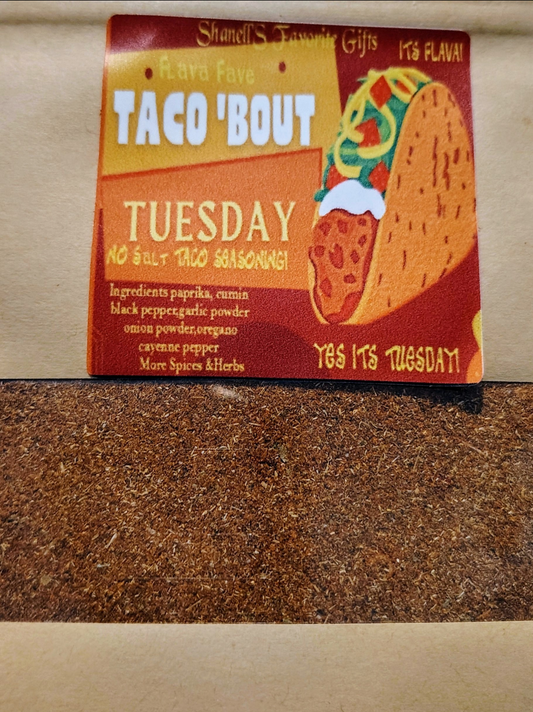 Shanell'S Favorite Gifts
ITS FLAVA!
FLava Fave
TACO 'BOUT
TUESDAY
NO SaLT TACO SEASONING!
Ingredients paprika, cumin
black pepper,garlic powder
onion powder,oregano
cayenne pepper
More Spices &Herbs
YES ITS TUESDAY!